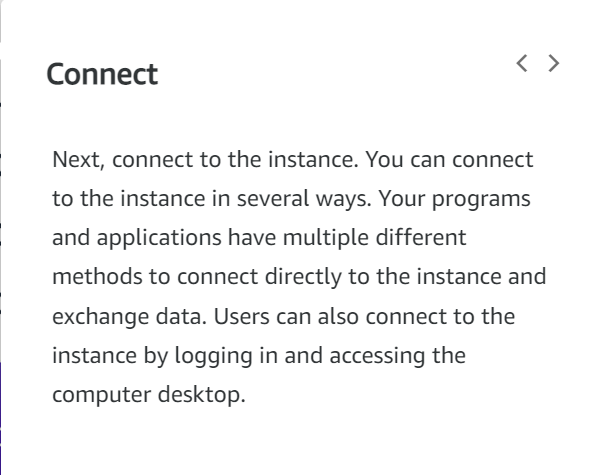 Connect
Next, connect to the instance. You can connect
to the instance in several ways. Your programs
and applications have multiple different
methods to connect directly to the instance and
exchange data. Users can also connect to the
instance by logging in and accessing the
computer desktop.